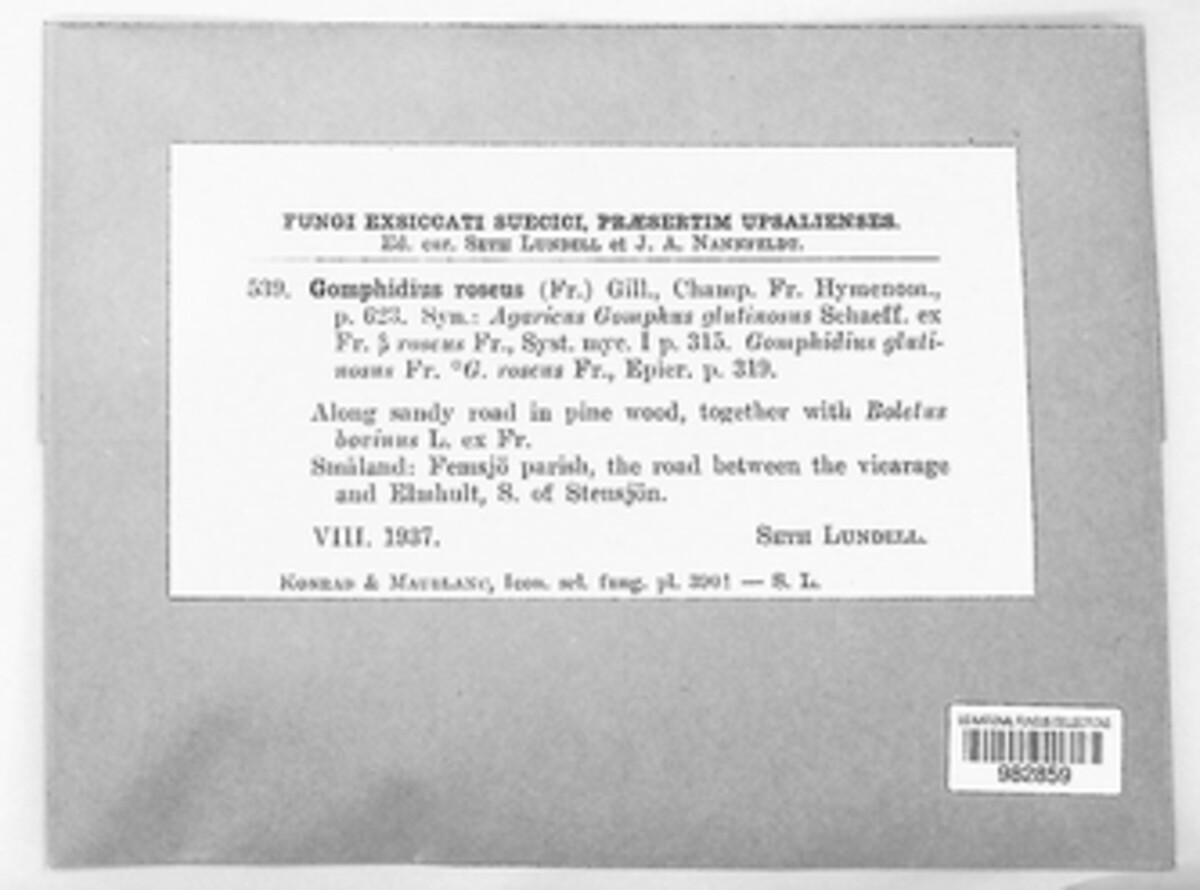 FUNGI EXSICCATI SUECICI, PRÆSERTIM UPSALIENSES.
Ed. cur. SETH LUNDELL et J. A. NANNFELDT.
539. Gomphidius roseus (Fr.) Gill., Champ. Fr. Hymenom.,
p. 623. Syn.: Agaricus Gomphus glutinosus Schaeff. ex
Fr. β roseus Fr., Syst. myc. I p. 315. Gomphidius gluti-
nosus Fr. *G. roseus Fr., Epicr. p. 319.
Along sandy road in pine wood, together with Boletus
bovinus L. ex Fr.
Småland: Femsjö parish, the road between the vicarage
and Elmhult, S. of Stensjön.
VIII. 1937. SETH LUNDELL.
KONRAD & MAUBLANC, Icon. sel. fung. pl. 390! — S. L.
US NATIONAL FUNGUS COLLECTIONS
982859